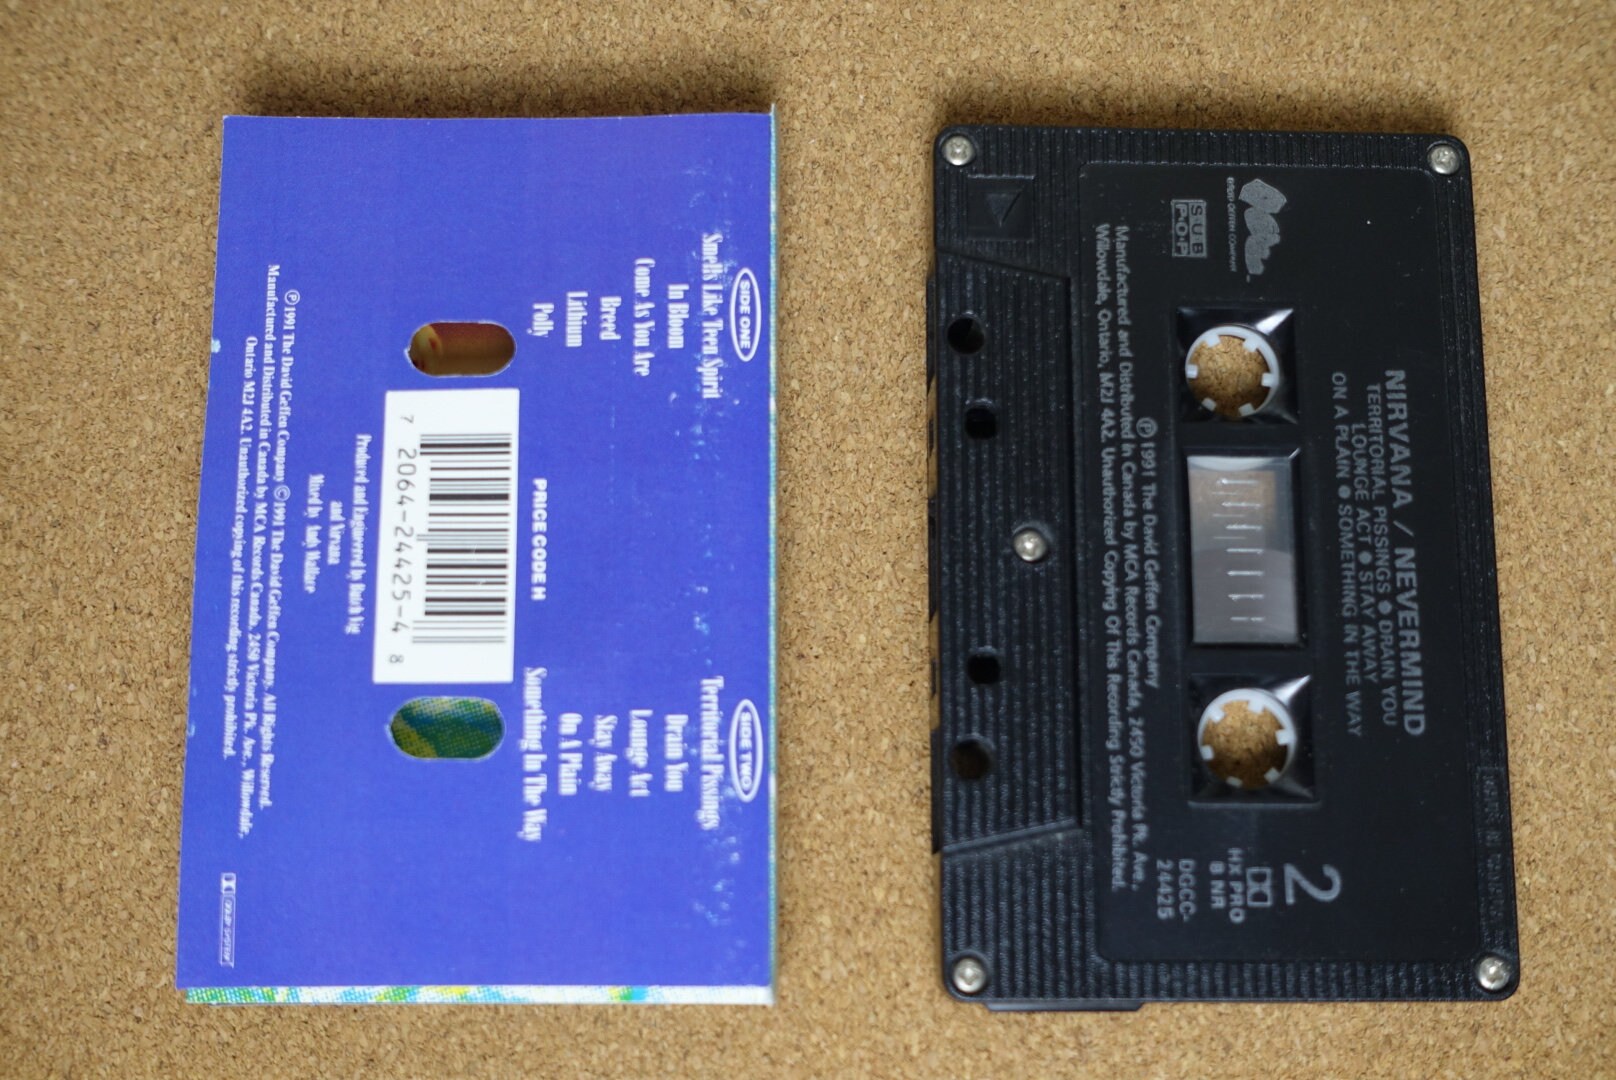 SIDE ONE
Smells Like Teen Spirit
In Bloom
Come As You Are
Breed
Lithium
Polly
SIDE TWO
Territorial Pissings
Drain You
Lounge Act
Stay Away
On A Plain
Something In The Way
PRICE CODE H
7 20064-24425-4 8
Produced and Engineered by Butch Vig
and Nirvana
Mixed by Andy Wallace
℗ 1991 The David Geffen Company © 1991 The David Geffen Company. All Rights Reserved.
Manufactured and Distributed in Canada by MCA Records Canada, 2450 Victoria Pk. Ave., Willowdale,
Ontario M2J 4A2. Unauthorized copying of this recording strictly prohibited.
DOLBY SYSTEM
NIRVANA / NEVERMIND
TERRITORIAL PISSINGS ● DRAIN YOU
LOUNGE ACT ● STAY AWAY
ON A PLAIN ● SOMETHING IN THE WAY
SUB
POP
2
HX PRO
B NR
DGCC-
24425
℗ 1991 The David Geffen Company
Manufactured and Distributed In Canada by MCA Records Canada, 2450 Victoria Pk. Ave.
Willowdale, Ontario, M2J 4A2. Unauthorized Copying Of This Recording Strictly Prohibited.